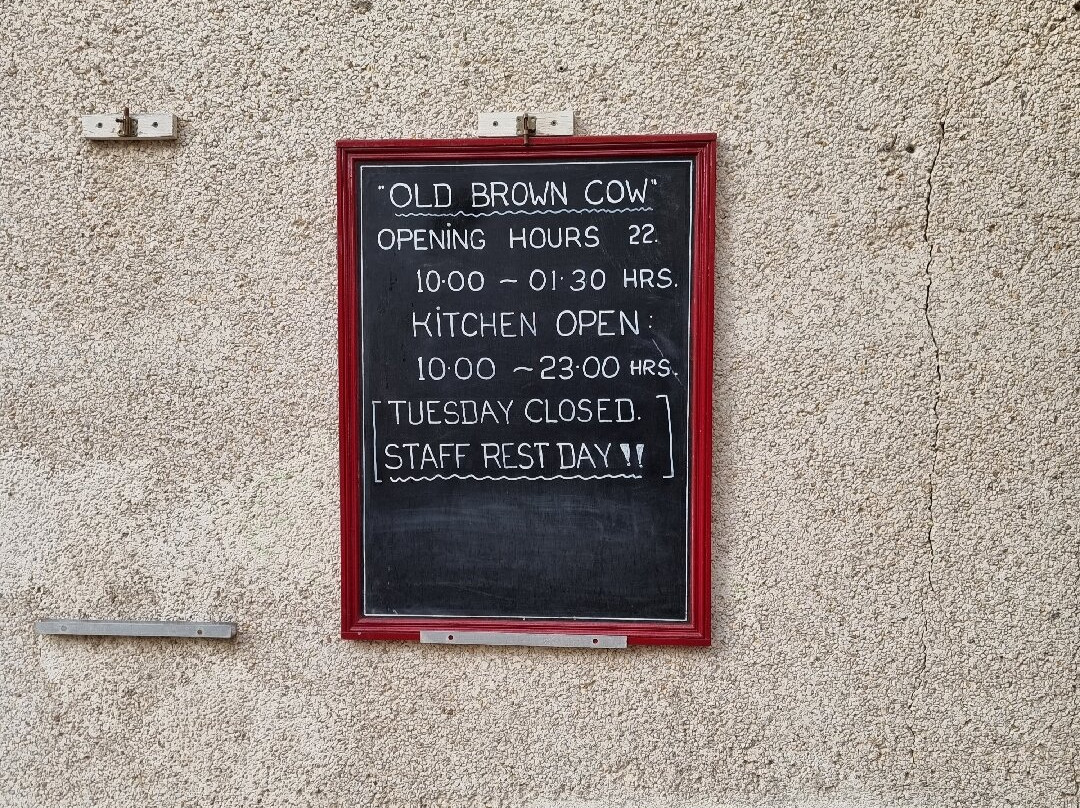 "OLD BROWN COW"
OPENING HOURS 22.
10·00 ~ 01·30 HRS.
KITCHEN OPEN:
10·00 ~ 23·00 HRS.
[TUESDAY CLOSED.
STAFF REST DAY !!]